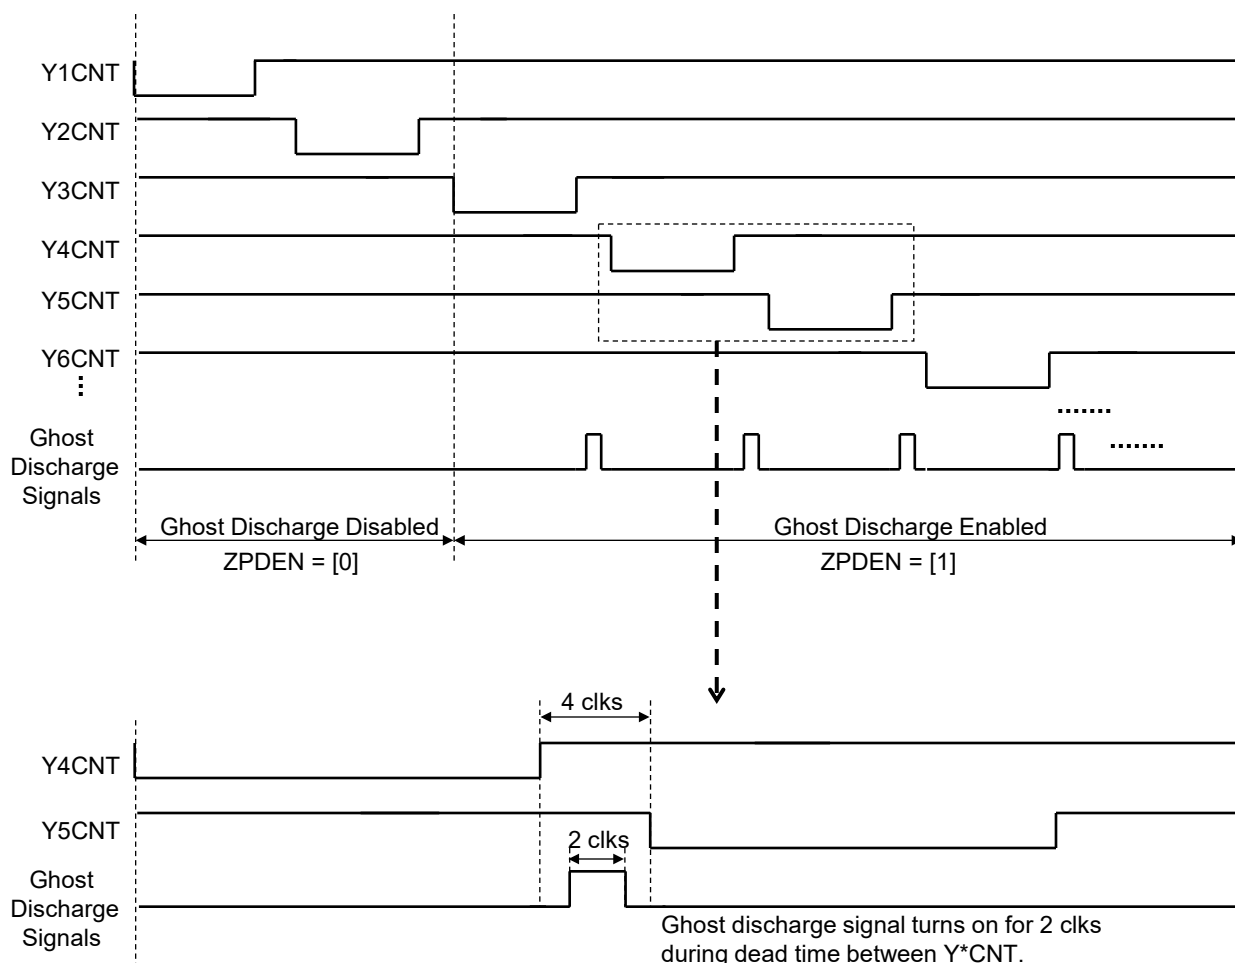 Y1CNT
Y2CNT
Y3CNT
Y4CNT
Y5CNT
Y6CNT
Ghost
Discharge
Signals
Ghost Discharge Disabled
Ghost Discharge Enabled
ZPDEN = [0]
ZPDEN = [1]
4 clks
Y4CNT
Y5CNT
2 clks
Ghost
Discharge
Signals
Ghost discharge signal turns on for 2 clks
during dead time between Y*CNT.